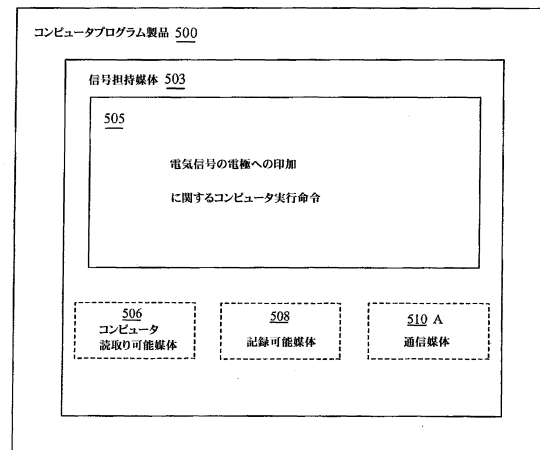 コンピュータプログラム製品 500
信号担持媒体 503
505
電気信号の電極への印加
に関するコンピュータ実行命令
506
コンピュータ
読取り可能媒体
508
記録可能媒体
510 A
通信媒体